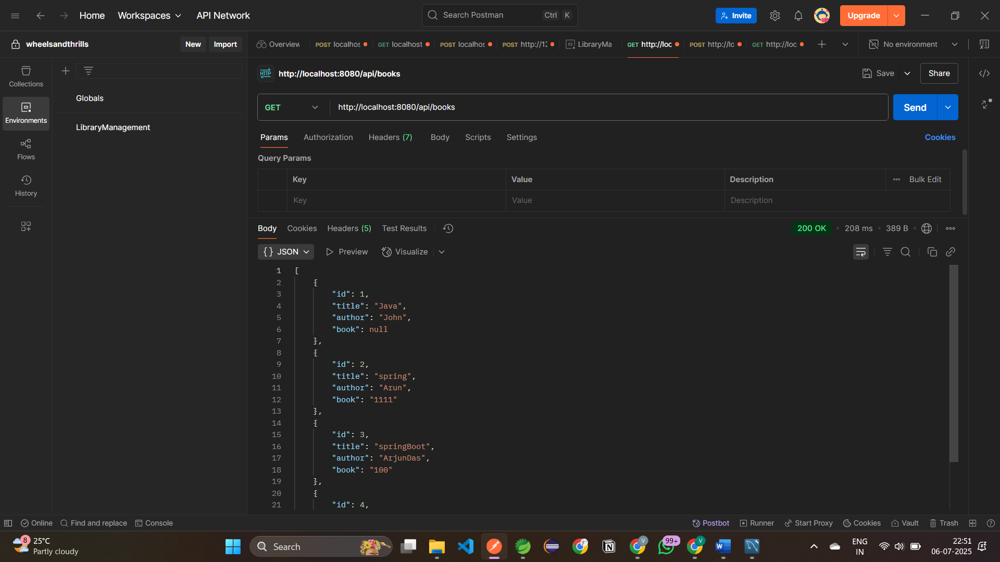 Home Workspaces API Network Search Postman Ctrl K Invite Upgrade
wheelsandthrills New Import Overview POST localhos GET localhost POST localhos POST http://12 LibraryMa GET http://loc POST http://lo GET http://loc No environment
Collections
Environments
Flows
History
Globals
LibraryManagement
HTTP http://localhost:8080/api/books Save Share
GET http://localhost:8080/api/books Send
Params Authorization Headers (7) Body Scripts Settings Cookies
Query Params
Key Value Description Bulk Edit
Key Value Description
Body Cookies Headers (5) Test Results 200 OK 208 ms 389 B
{} JSON Preview Visualize
1 [
2 {
3 "id": 1,
4 "title": "Java",
5 "author": "John",
6 "book": null
7 },
8 {
9 "id": 2,
10 "title": "spring",
11 "author": "Arun",
12 "book": "1111"
13 },
14 {
15 "id": 3,
16 "title": "springBoot",
17 "author": "ArjunDas",
18 "book": "100"
19 },
20 {
21 "id": 4,
Online Find and replace Console Postbot Runner Start Proxy Cookies Vault Trash
8 25°C
Partly cloudy
Search
V
99+
V
ENG
IN
22:51
06-07-2025